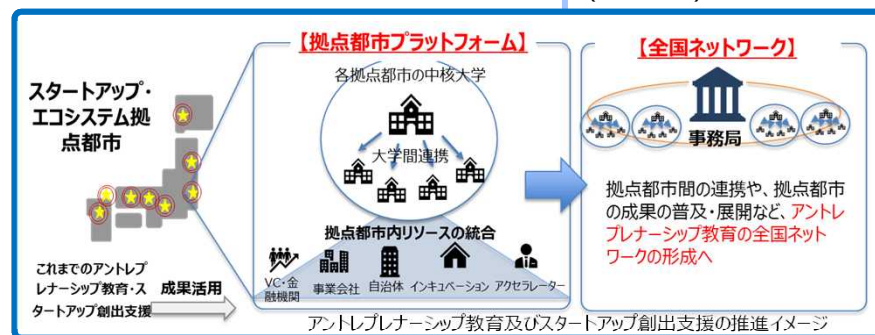 スタートアップ・
エコシステム拠
点都市
これまでのアントレプ
レナーシップ教育・ス
タートアップ創出支援
成果活用
【拠点都市プラットフォーム】
各拠点都市の中核大学
大学間連携
拠点都市内リソースの統合
VC・金
融機関
事業会社
自治体
インキュベーション
アクセラレーター
【全国ネットワーク】
事務局
拠点都市間の連携や、拠点都市
の成果の普及・展開など、アントレ
プレナーシップ教育の全国ネット
ワークの形成へ
アントレプレナーシップ教育及びスタートアップ創出支援の推進イメージ